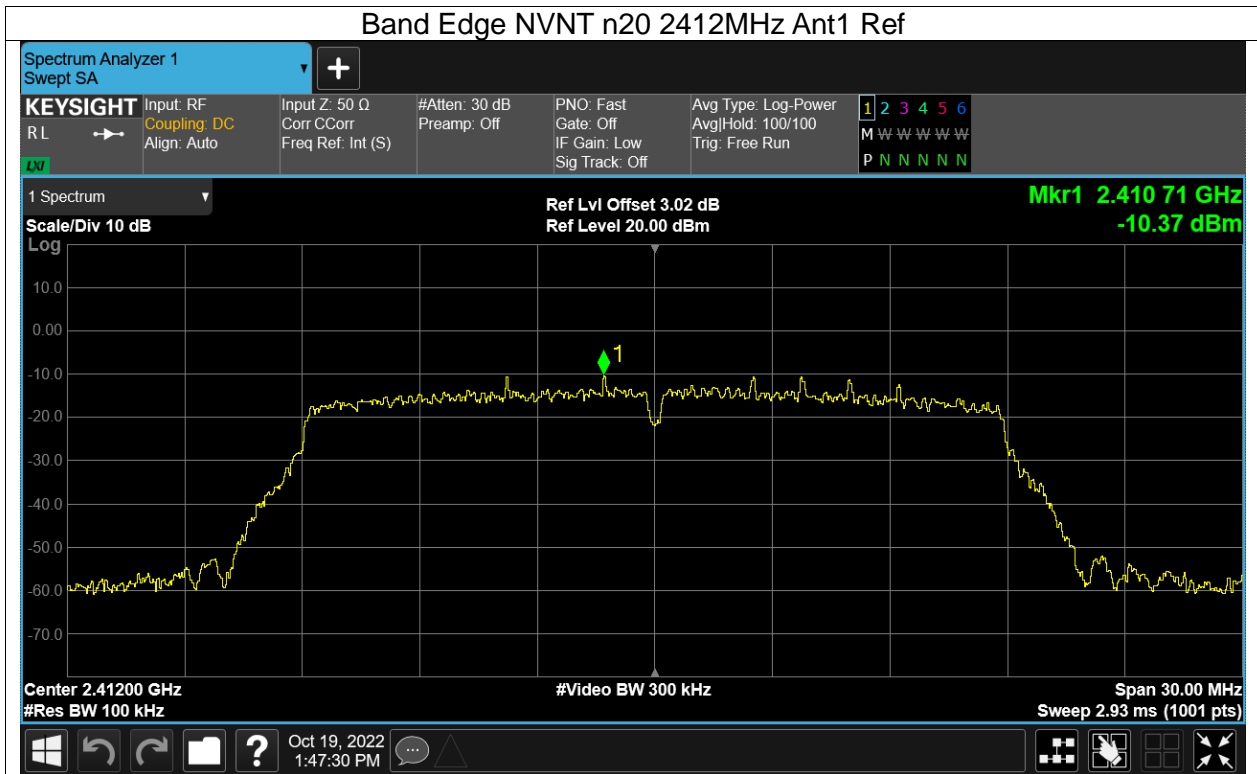 Band Edge NVNT n20 2412MHz Ant1 Ref
Spectrum Analyzer 1
Swept SA
KEYSIGHT
R L
LXI
Input: RF
Coupling: DC
Align: Auto
Input Z: 50 Ω
Corr CCorr
Freq Ref: Int (S)
#Atten: 30 dB
Preamp: Off
PNO: Fast
Gate: Off
IF Gain: Low
Sig Track: Off
Avg Type: Log-Power
Avg|Hold: 100/100
Trig: Free Run
1 2 3 4 5 6
M W W W W W
P N N N N N
1 Spectrum
Scale/Div 10 dB
Ref Lvl Offset 3.02 dB
Ref Level 20.00 dBm
Mkr1 2.410 71 GHz
-10.37 dBm
Log
10.0
0.00
-10.0
-20.0
-30.0
-40.0
-50.0
-60.0
-70.0
1
Center 2.41200 GHz
#Res BW 100 kHz
#Video BW 300 kHz
Span 30.00 MHz
Sweep 2.93 ms (1001 pts)
?
Oct 19, 2022
1:47:30 PM